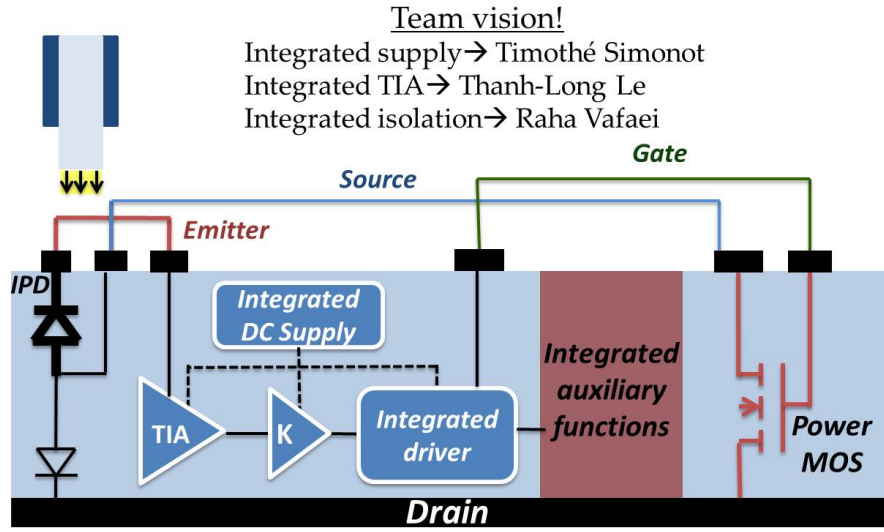 Team vision!
Integrated supply→ Timothé Simonot
Integrated TIA→ Thanh-Long Le
Integrated isolation→ Raha Vafaei
Gate
Source
Emitter
IPD
Integrated
DC Supply
Integrated
auxiliary
functions
TIA
K
Integrated
driver
Power
MOS
Drain